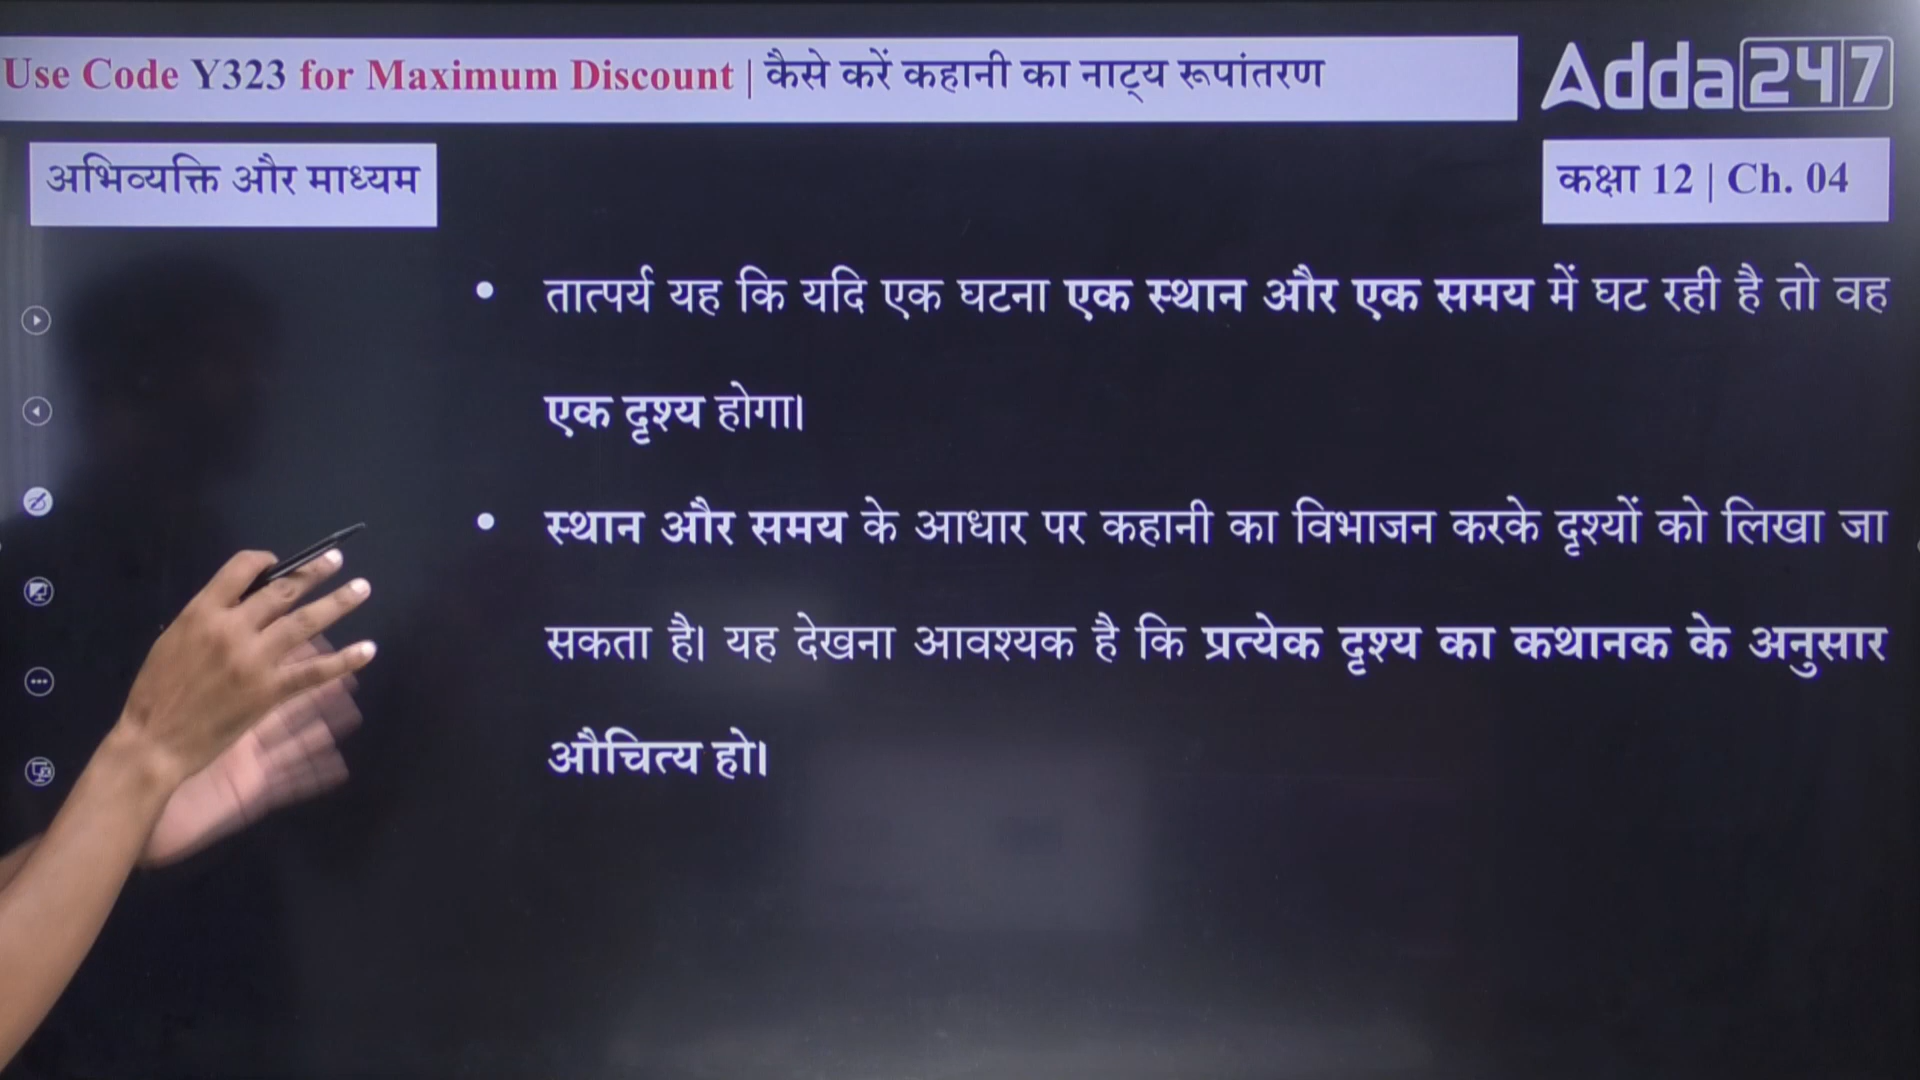 Use Code Y323 for Maximum Discount | कैसे करें कहानी का नाट्य रूपांतरण
Adda247
अभिव्यक्ति और माध्यम
कक्षा 12 | Ch. 04
• तात्पर्य यह कि यदि एक घटना एक स्थान और एक समय में घट रही है तो वह
एक दृश्य होगा।
• स्थान और समय के आधार पर कहानी का विभाजन करके दृश्यों को लिखा जा
सकता है। यह देखना आवश्यक है कि प्रत्येक दृश्य का कथानक के अनुसार
औचित्य हो।